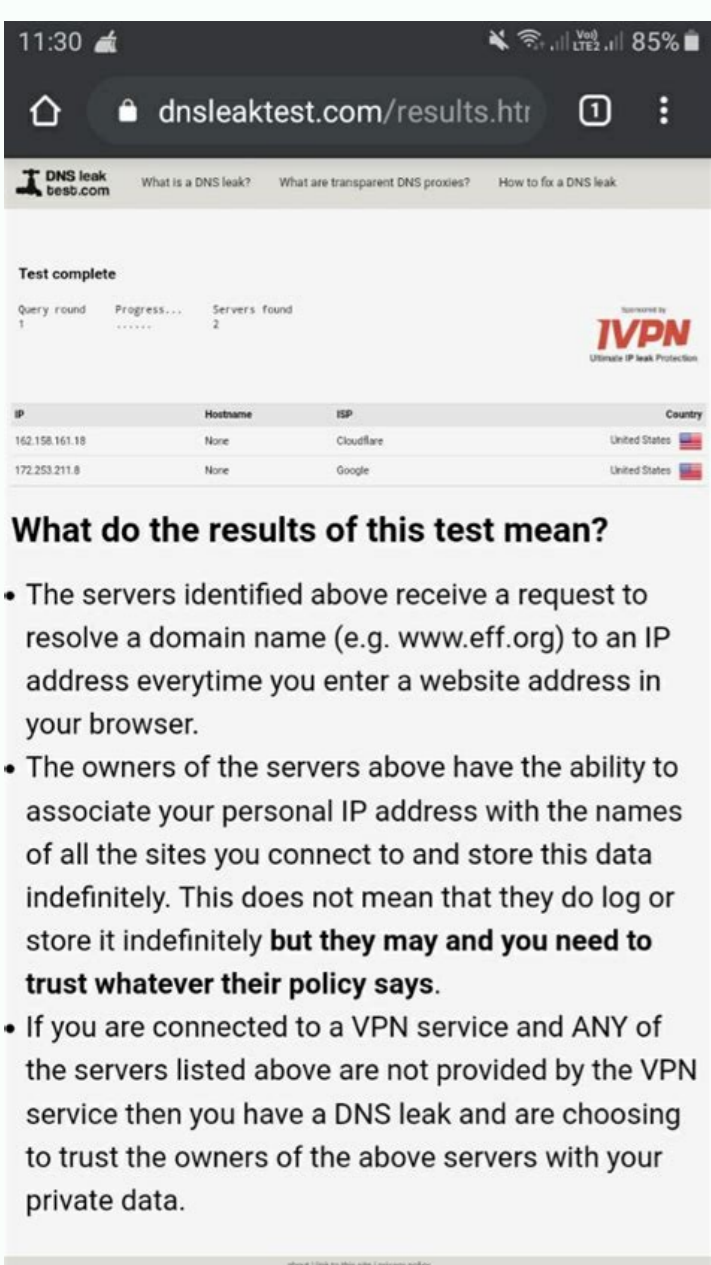 11:30 Vo) LTE2 85%
dnsleaktest.com/results.htr 1
DNS leak test.com What is a DNS leak? What are transparent DNS proxies? How to fix a DNS leak
Test complete
Query round Progress... Servers found
1 ...... 2
Sponsored by
IVPN
Ultimate IP leak Protection
IP Hostname ISP Country
162.158.161.18 None Cloudflare United States
172.253.211.8 None Google United States
What do the results of this test mean?
• The servers identified above receive a request to
resolve a domain name (e.g. www.eff.org) to an IP
address everytime you enter a website address in
your browser.
• The owners of the servers above have the ability to
associate your personal IP address with the names
of all the sites you connect to and store this data
indefinitely. This does not mean that they do log or
store it indefinitely but they may and you need to
trust whatever their policy says.
• If you are connected to a VPN service and ANY of
the servers listed above are not provided by the VPN
service then you have a DNS leak and are choosing
to trust the owners of the above servers with your
private data.